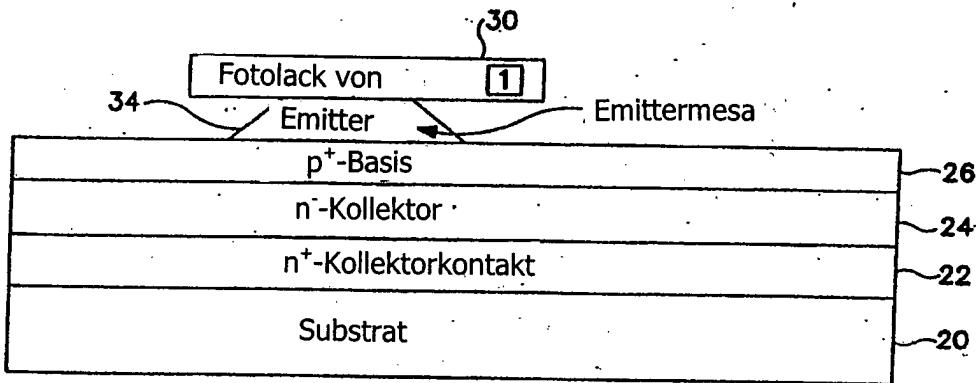 30
Fotolack von 1
34
Emitter
Emittermesa
p⁺-Basis
26
n⁻-Kollektor
24
n⁺-Kollektorkontakt
22
Substrat
20